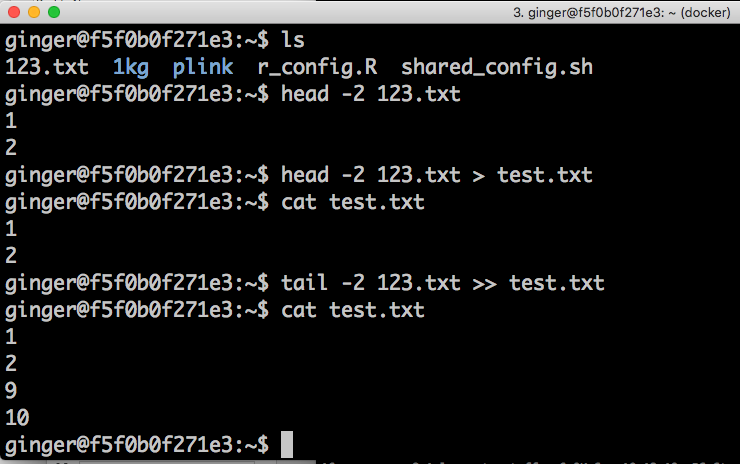 3. ginger@f5f0b0f271e3: ~ (docker)
ginger@f5f0b0f271e3:~$ ls
123.txt 1kg plink r_config.R shared_config.sh
ginger@f5f0b0f271e3:~$ head -2 123.txt
1
2
ginger@f5f0b0f271e3:~$ head -2 123.txt > test.txt
ginger@f5f0b0f271e3:~$ cat test.txt
1
2
ginger@f5f0b0f271e3:~$ tail -2 123.txt >> test.txt
ginger@f5f0b0f271e3:~$ cat test.txt
1
2
9
10
ginger@f5f0b0f271e3:~$